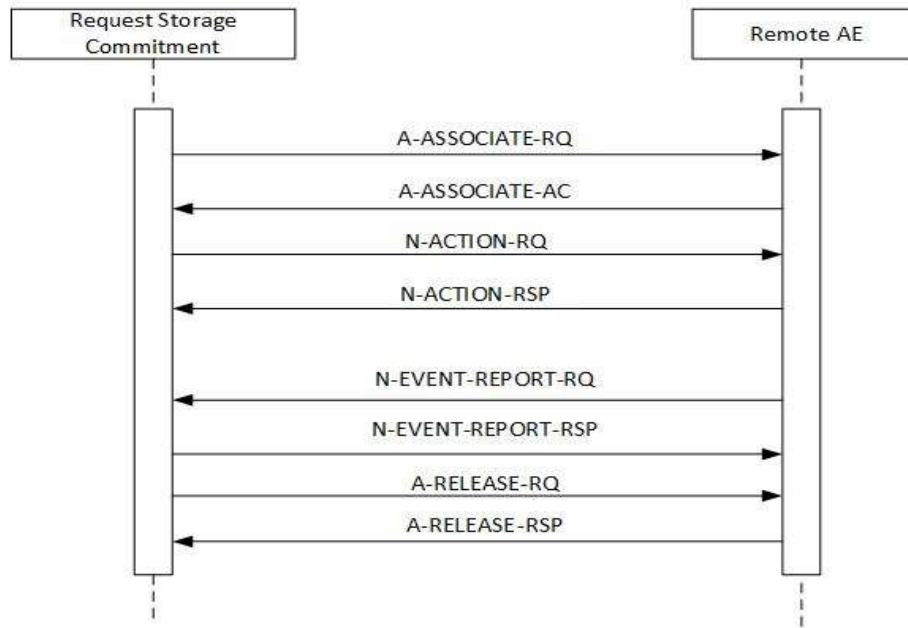 Request Storage
Commitment
Remote AE
A-ASSOCIATE-RQ
A-ASSOCIATE-AC
N-ACTION-RQ
N-ACTION-RSP
N-EVENT-REPORT-RQ
N-EVENT-REPORT-RSP
A-RELEASE-RQ
A-RELEASE-RSP